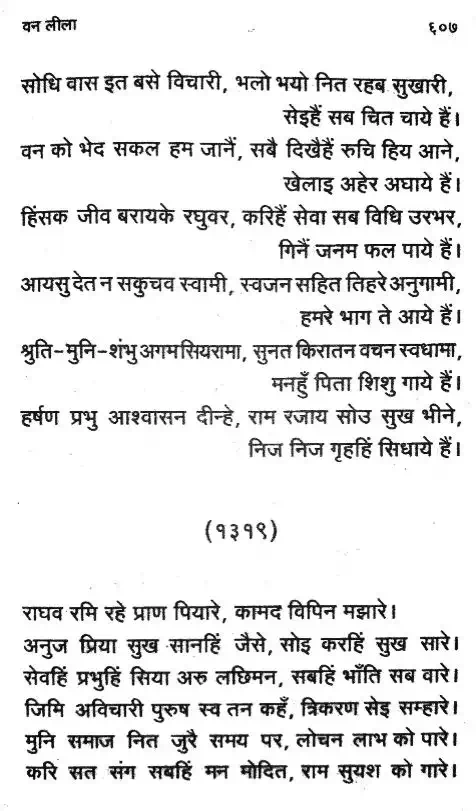 वन लीला ६०७
सोधि वास इत बसे विचारी, भलो भयो नित रहब सुखारी,
सेइहैं सब चित चाये हैं।
वन को भेद सकल हम जानैं, सबै दिखैहैं रुचि हिय आने,
खेलाइ अहेर अघाये हैं।
हिंसक जीव बरायके रघुवर, करिहैं सेवा सब विधि उरभर,
गिनैं जनम फल पाये हैं।
आयसु देत न सकुचव स्वामी, स्वजन सहित तिहरे अनुगामी,
हमरे भाग ते आये हैं।
श्रुति-मुनि-शंभु अगम सियरामा, सुनत किरातन वचन स्वधामा,
मनहुँ पिता शिशु गाये हैं।
हर्षण प्रभु आश्वासन दीन्हे, राम रजाय सोउ सुख भीने,
निज निज गृहहिं सिधाये हैं।
(१३१९)
राघव रमि रहे प्राण पियारे, कामद विपिन मझारे।
अनुज प्रिया सुख सानहिं जैसे, सोइ करहिं सुख सारे।
सेवहिं प्रभुहिं सिया अरु लछिमन, सबहिं भाँति सब वारे।
जिमि अविचारी पुरुष स्व तन कहँ, त्रिकरण सेइ सम्हारे।
मुनि समाज नित जुरै समय पर, लोचन लाभ को पारे।
करि सत संग सबहिं मन मोदित, राम सुयश को गारे।